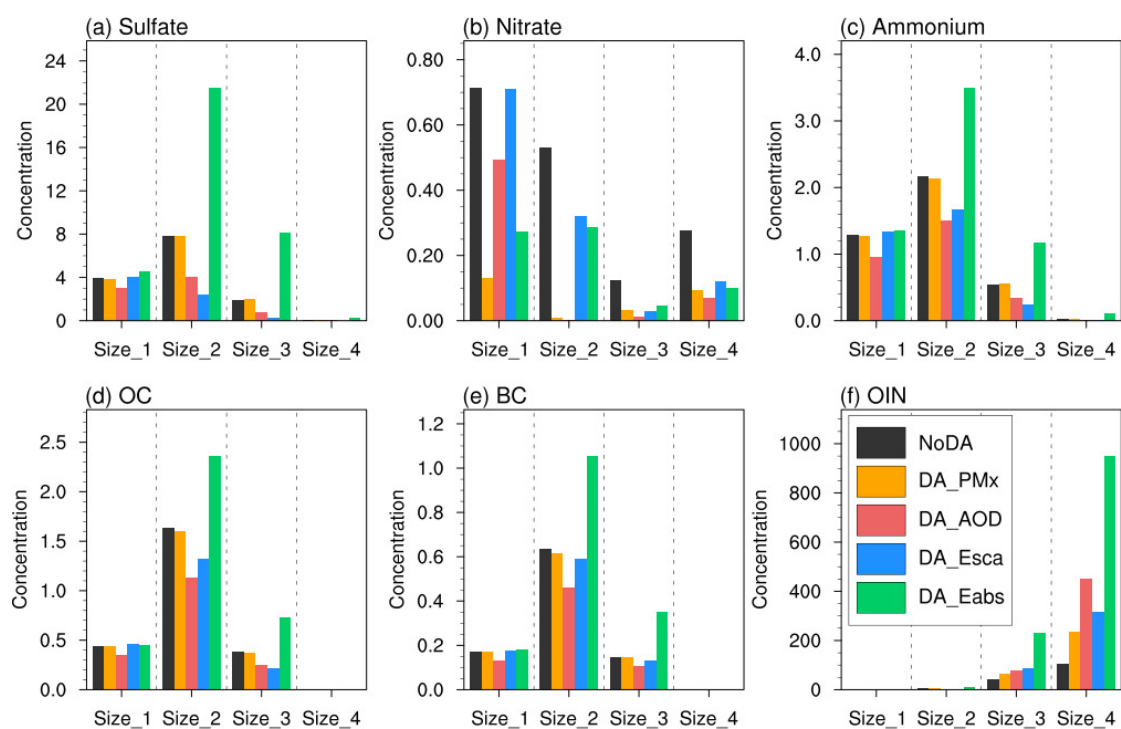 (a) Sulfate
Concentration
24
20
16
12
8
4
0
Size_1 Size_2 Size_3 Size_4
(b) Nitrate
Concentration
0.80
0.60
0.40
0.20
0.00
Size_1 Size_2 Size_3 Size_4
(c) Ammonium
Concentration
4.0
3.0
2.0
1.0
0.0
Size_1 Size_2 Size_3 Size_4
(d) OC
Concentration
2.5
2.0
1.5
1.0
0.5
0.0
Size_1 Size_2 Size_3 Size_4
(e) BC
Concentration
1.2
1.0
0.8
0.6
0.4
0.2
0.0
Size_1 Size_2 Size_3 Size_4
(f) OIN
Concentration
1000
800
600
400
200
0
NoDA
DA_PMx
DA_AOD
DA_Esca
DA_Eabs
Size_1 Size_2 Size_3 Size_4